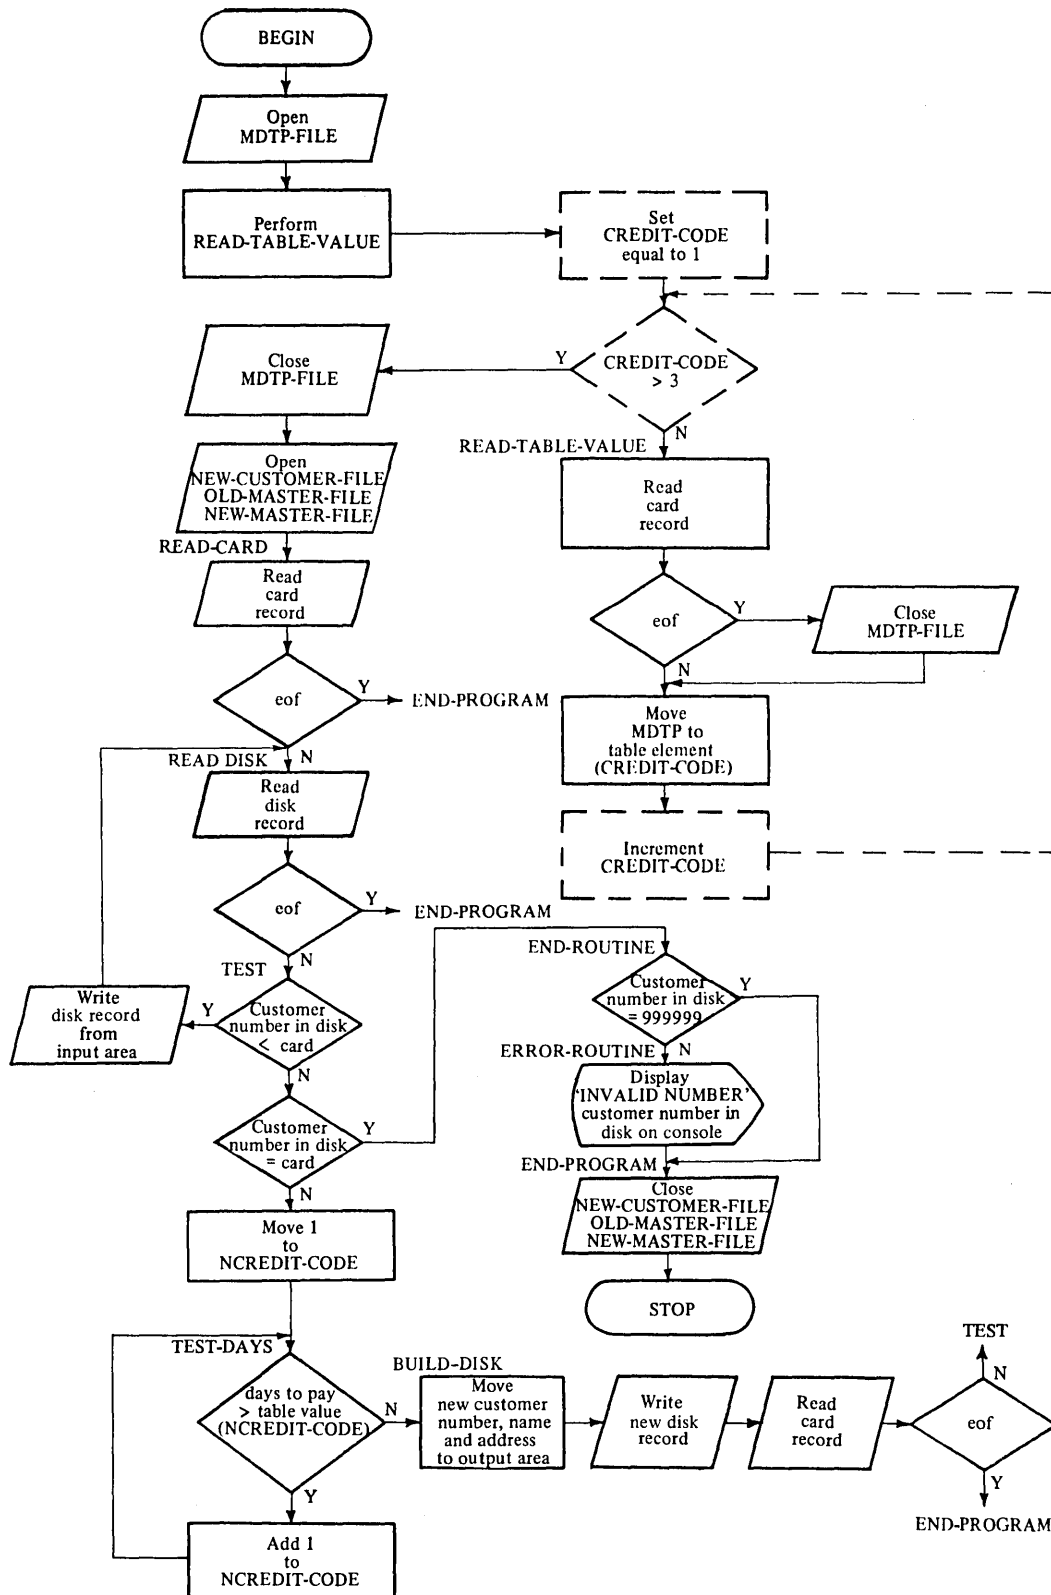 BEGIN
Open
MDTP-FILE
Perform
READ-TABLE-VALUE
Set
CREDIT-CODE
equal to 1
CREDIT-CODE
> 3
Y
N
Close
MDTP-FILE
Open
NEW-CUSTOMER-FILE
OLD-MASTER-FILE
NEW-MASTER-FILE
READ-TABLE-VALUE
Read
card
record
eof
Y
N
Close
MDTP-FILE
Move
MDTP to
table element
(CREDIT-CODE)
Increment
CREDIT-CODE
READ-CARD
Read
card
record
eof
Y
END-PROGRAM
N
READ DISK
Read
disk
record
eof
Y
END-PROGRAM
N
TEST
Customer
number in disk
< card
Y
N
Write
disk record
from
input area
Customer
number in disk
= card
Y
N
END-ROUTINE
Customer
number in disk
= 999999
Y
N
ERROR-ROUTINE
Display
'INVALID NUMBER'
customer number in
disk on console
END-PROGRAM
Close
NEW-CUSTOMER-FILE
OLD-MASTER-FILE
NEW-MASTER-FILE
STOP
Move 1
to
NCREDIT-CODE
TEST-DAYS
days to pay
> table value
(NCREDIT-CODE)
N
Y
Add 1
to
NCREDIT-CODE
BUILD-DISK
Move
new customer
number, name
and address
to output area
Write
new disk
record
Read
card
record
eof
N
TEST
Y
END-PROGRAM